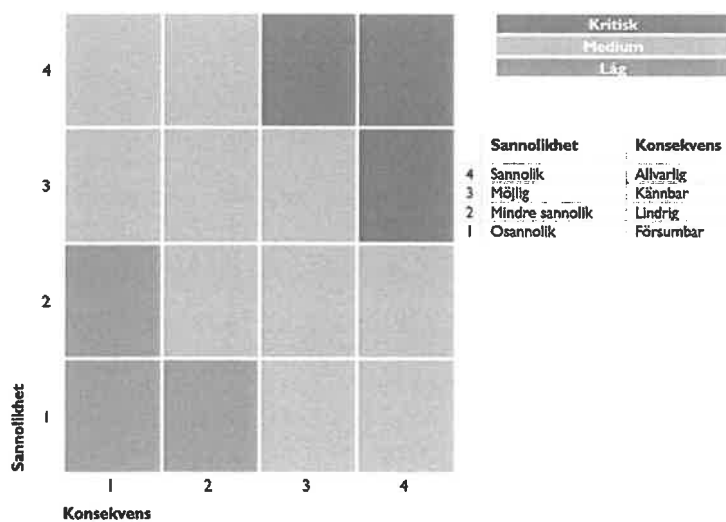 Kritisk
Medium
Låg
Sannolikhet Konsekvens
4 Sannolik Allvarlig
3 Möjlig Kännbar
2 Mindre sannolik Lindrig
1 Osannolik Försumbar
4
3
2
1
Sannolikhet
1 2 3 4
Konsekvens